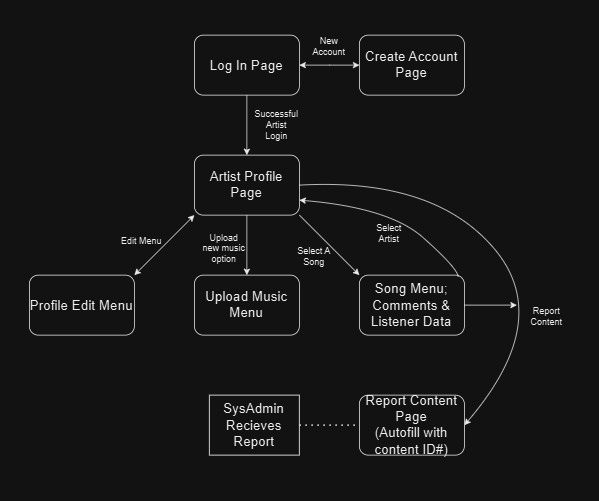 New
Account
Log In Page
Create Account
Page
Successful
Artist
Login
Artist Profile
Page
Edit Menu
Upload
new music
option
Select A
Song
Select
Artist
Profile Edit Menu
Upload Music
Menu
Song Menu;
Comments &
Listener Data
Report
Content
SysAdmin
Recieves
Report
Report Content
Page
(Autofill with
content ID#)